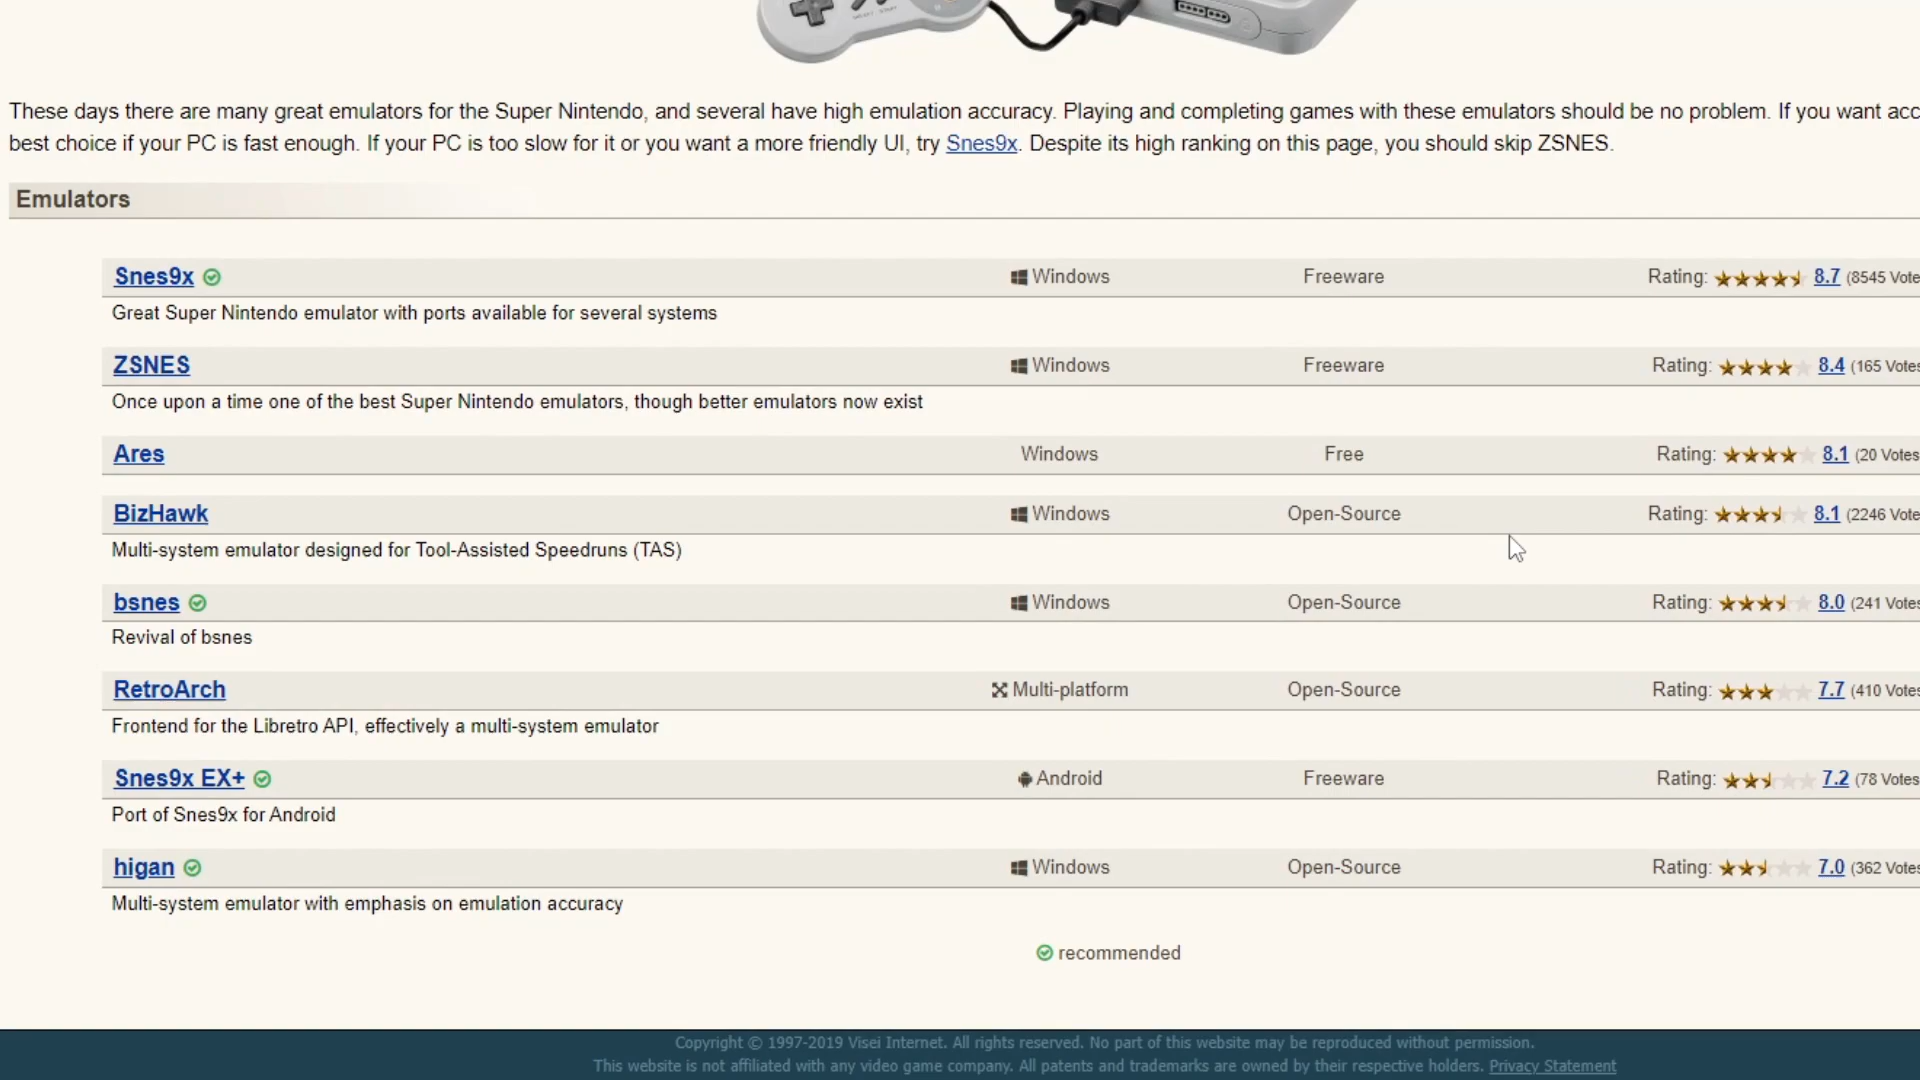 These days there are many great emulators for the Super Nintendo, and several have high emulation accuracy. Playing and completing games with these emulators should be no problem. If you want acc
best choice if your PC is fast enough. If your PC is too slow for it or you want a more friendly UI, try Snes9x. Despite its high ranking on this page, you should skip ZSNES.
Emulators
Snes9x Windows Freeware Rating: 8.7 (8545 Vote
Great Super Nintendo emulator with ports available for several systems
ZSNES Windows Freeware Rating: 8.4 (165 Votes
Once upon a time one of the best Super Nintendo emulators, though better emulators now exist
Ares Windows Free Rating: 8.1 (20 Votes
BizHawk Windows Open-Source Rating: 8.1 (2246 Vote
Multi-system emulator designed for Tool-Assisted Speedruns (TAS)
bsnes Windows Open-Source Rating: 8.0 (241 Votes
Revival of bsnes
RetroArch Multi-platform Open-Source Rating: 7.7 (410 Votes
Frontend for the Libretro API, effectively a multi-system emulator
Snes9x EX+ Android Freeware Rating: 7.2 (78 Votes
Port of Snes9x for Android
higan Windows Open-Source Rating: 7.0 (362 Votes
Multi-system emulator with emphasis on emulation accuracy
recommended
Copyright © 1997-2019 Visei Internet. All rights reserved. No part of this website may be reproduced without permission.
This website is not affiliated with any video game company. All patents and trademarks are owned by their respective holders. Privacy Statement